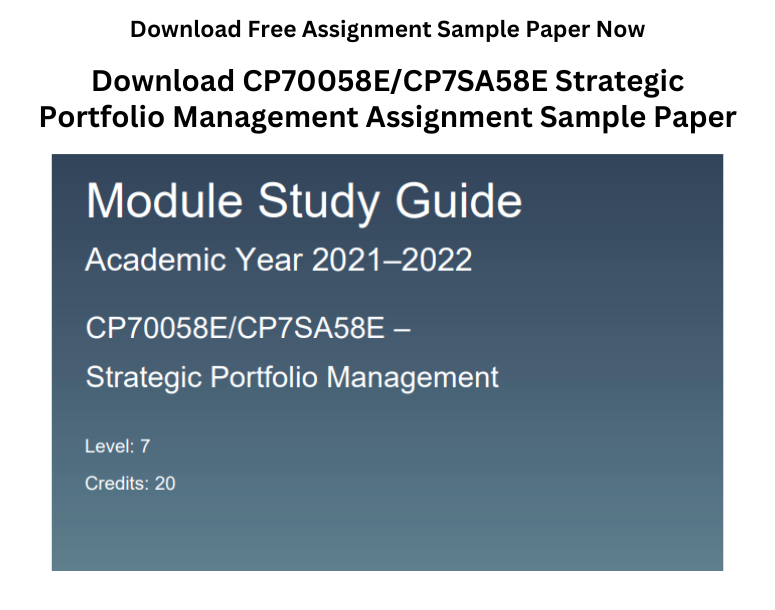 Download Free Assignment Sample Paper Now
Download CP70058E/CP7SA58E Strategic
Portfolio Management Assignment Sample Paper
Module Study Guide
Academic Year 2021–2022
CP70058E/CP7SA58E –
Strategic Portfolio Management
Level: 7
Credits: 20